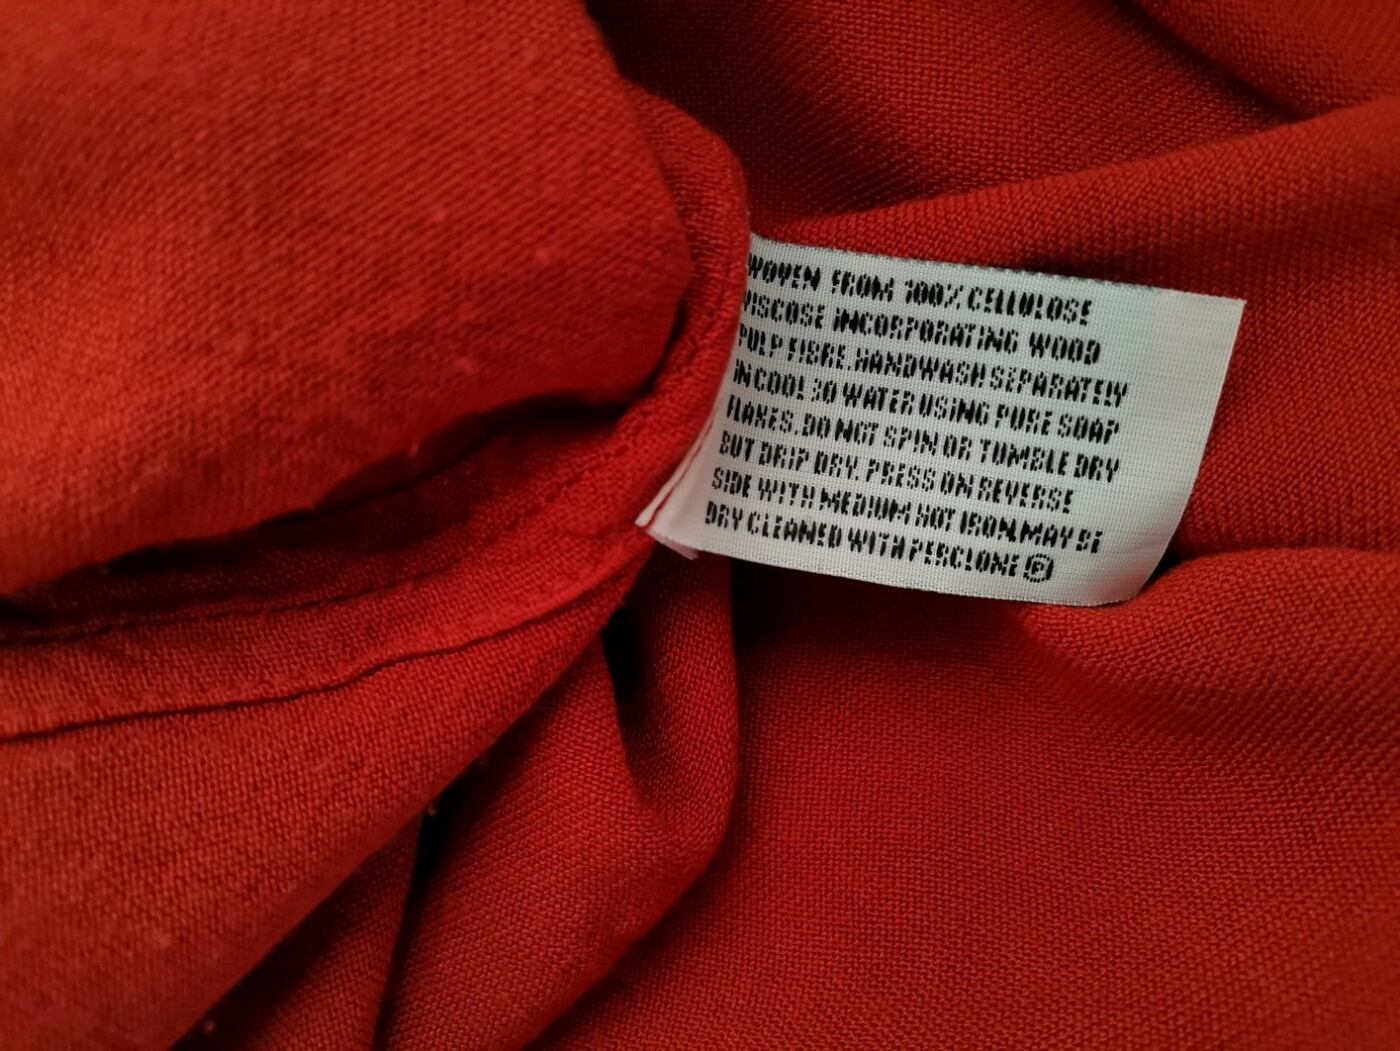 WOVEN FROM 100% CELLULOSE
VISCOSE INCORPORATING WOOD
PULP FIBRE.HANDWASH SEPARATELY
IN COOL 30 WATER USING PURE SOAP
FLAKES.DO NOT SPIN OR TUMBLE DRY
BUT DRIP DRY.PRESS ON REVERSE
SIDE WITH MEDIUM HOT IRON.MAY BE
DRY CLEANED WITH PERCLONE Ⓟ